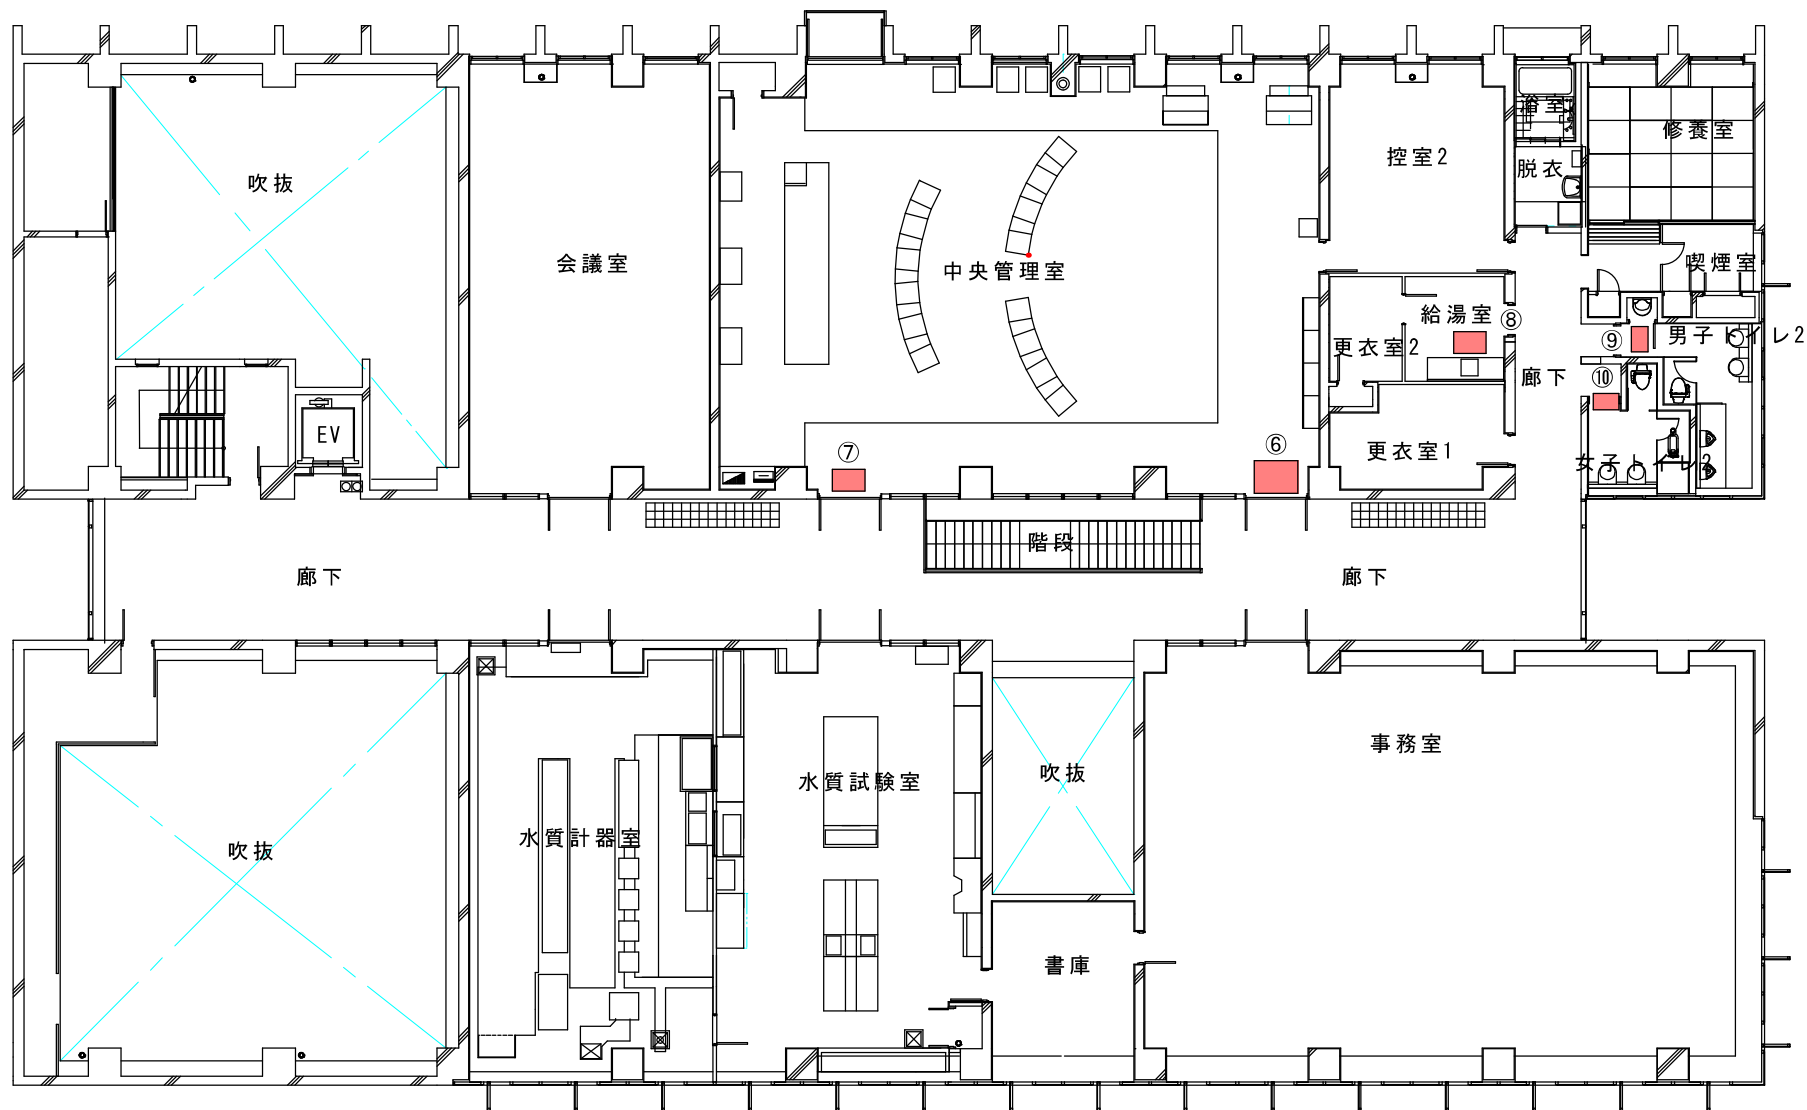 浴室
修養室
控室2
脱衣
吹抜
会議室
中央管理室
喫煙室
給湯室
⑧
⑨
男子トイレ2
更衣室2
廊下
⑩
EV
⑦
⑥
更衣室1
女子トイレ2
階段
廊下
廊下
事務室
吹抜
水質試験室
水質計器室
吹抜
書庫